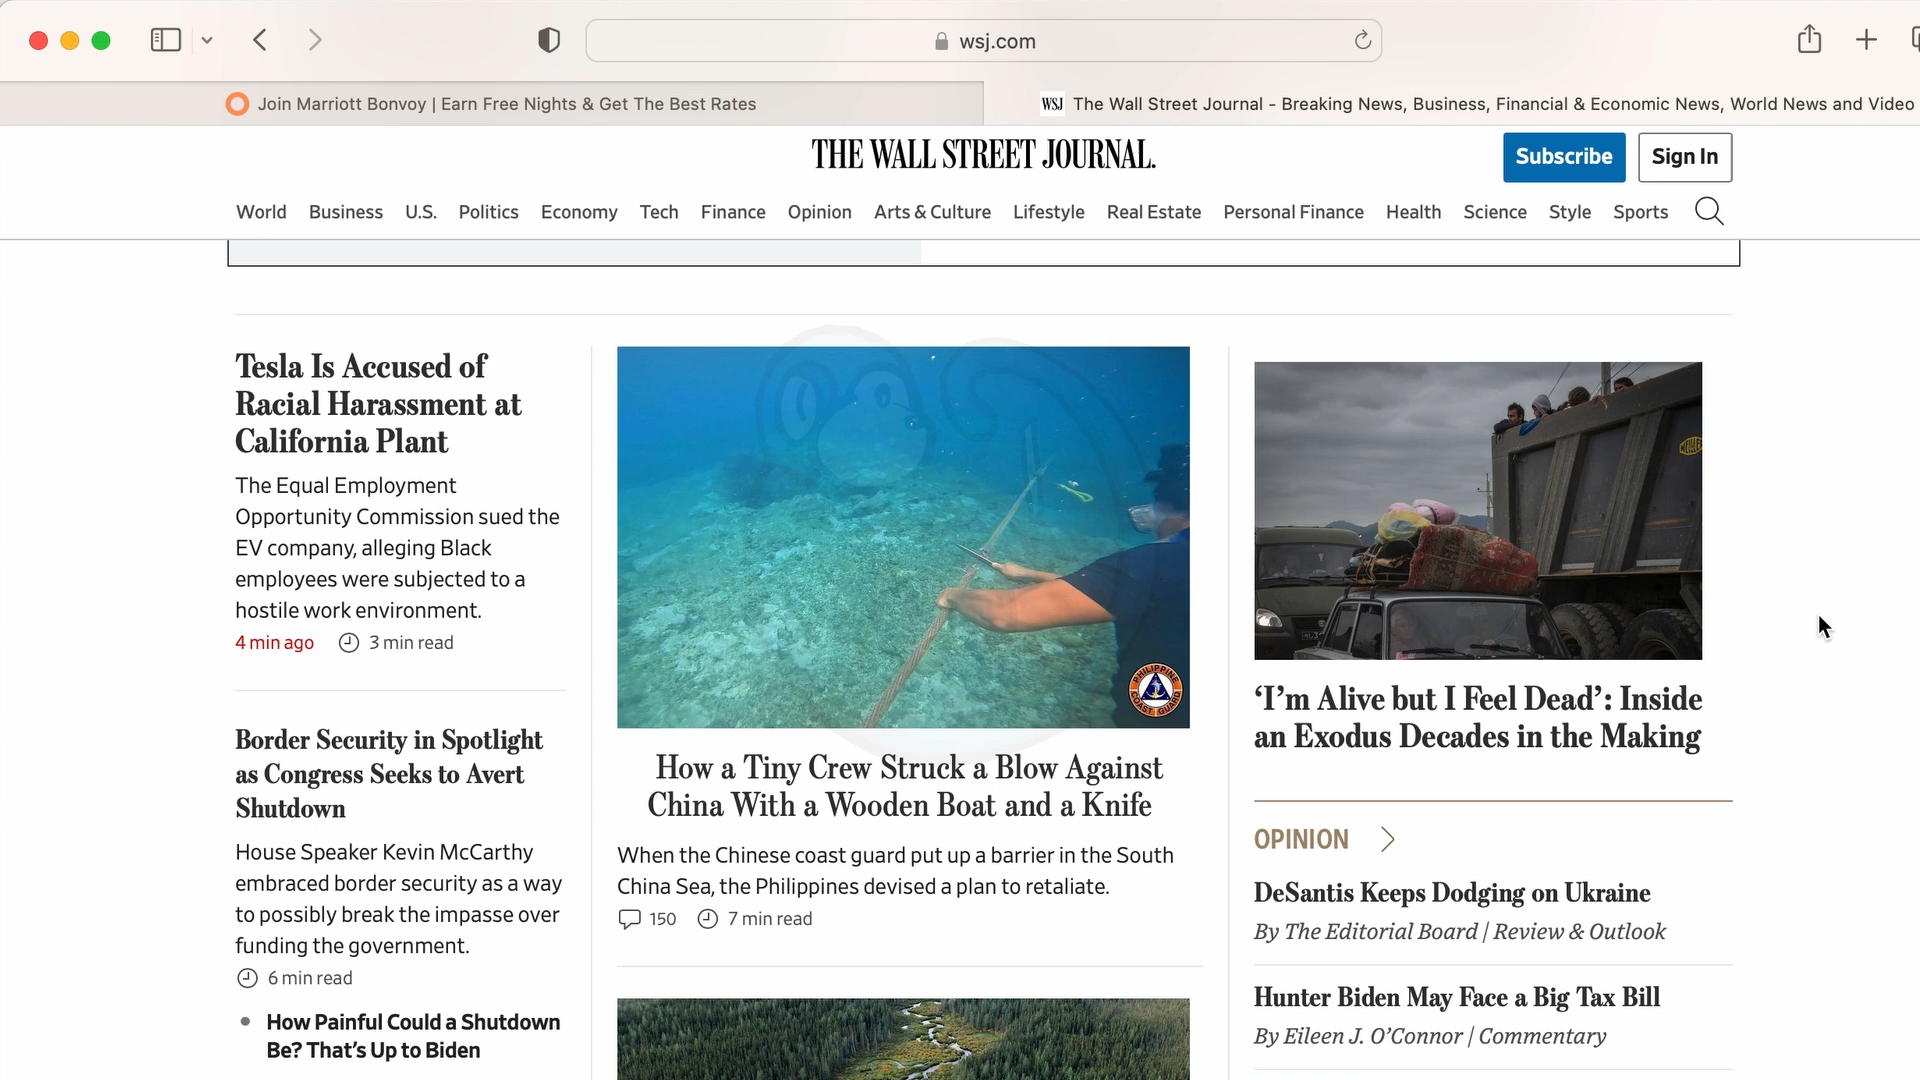 wsj.com
Join Marriott Bonvoy | Earn Free Nights & Get The Best Rates
WSJ The Wall Street Journal - Breaking News, Business, Financial & Economic News, World News and Video
THE WALL STREET JOURNAL.
Subscribe
Sign In
World Business U.S. Politics Economy Tech Finance Opinion Arts & Culture Lifestyle Real Estate Personal Finance Health Science Style Sports
Tesla Is Accused of
Racial Harassment at
California Plant
The Equal Employment
Opportunity Commission sued the
EV company, alleging Black
employees were subjected to a
hostile work environment.
4 min ago 3 min read
Border Security in Spotlight
as Congress Seeks to Avert
Shutdown
House Speaker Kevin McCarthy
embraced border security as a way
to possibly break the impasse over
funding the government.
6 min read
How Painful Could a Shutdown
Be? That’s Up to Biden
PHILIPPINE
COAST GUARD
How a Tiny Crew Struck a Blow Against
China With a Wooden Boat and a Knife
When the Chinese coast guard put up a barrier in the South
China Sea, the Philippines devised a plan to retaliate.
150 7 min read
‘I’m Alive but I Feel Dead’: Inside
an Exodus Decades in the Making
OPINION
DeSantis Keeps Dodging on Ukraine
By The Editorial Board | Review & Outlook
Hunter Biden May Face a Big Tax Bill
By Eileen J. O’Connor | Commentary